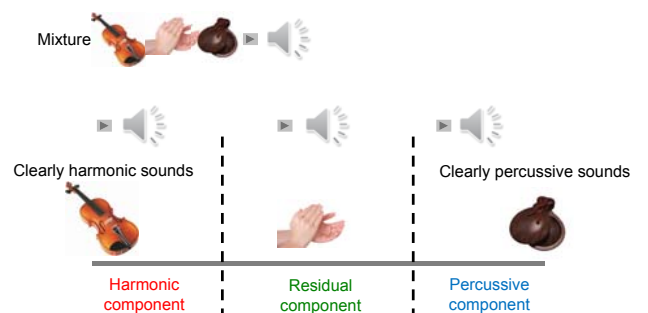 Mixture
Clearly harmonic sounds
Clearly percussive sounds
Harmonic
component
Residual
component
Percussive
component